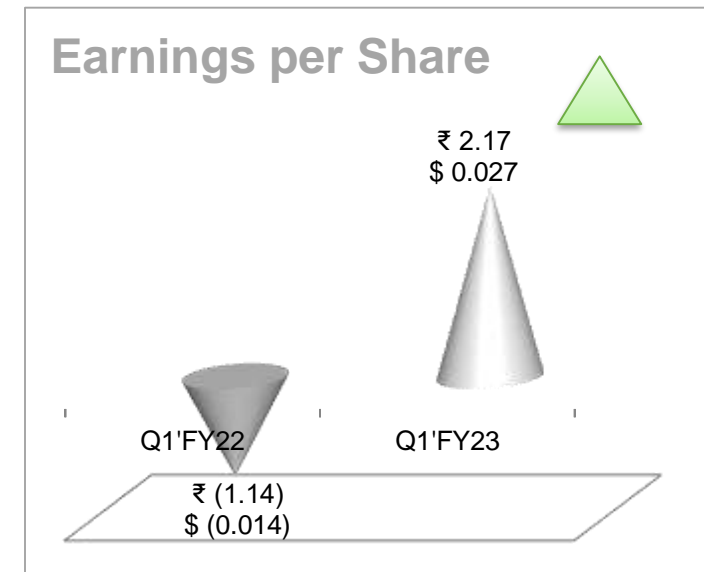 Earnings per Share
₹ 2.17
$ 0.027
Q1'FY22
Q1'FY23
₹ (1.14)
$ (0.014)